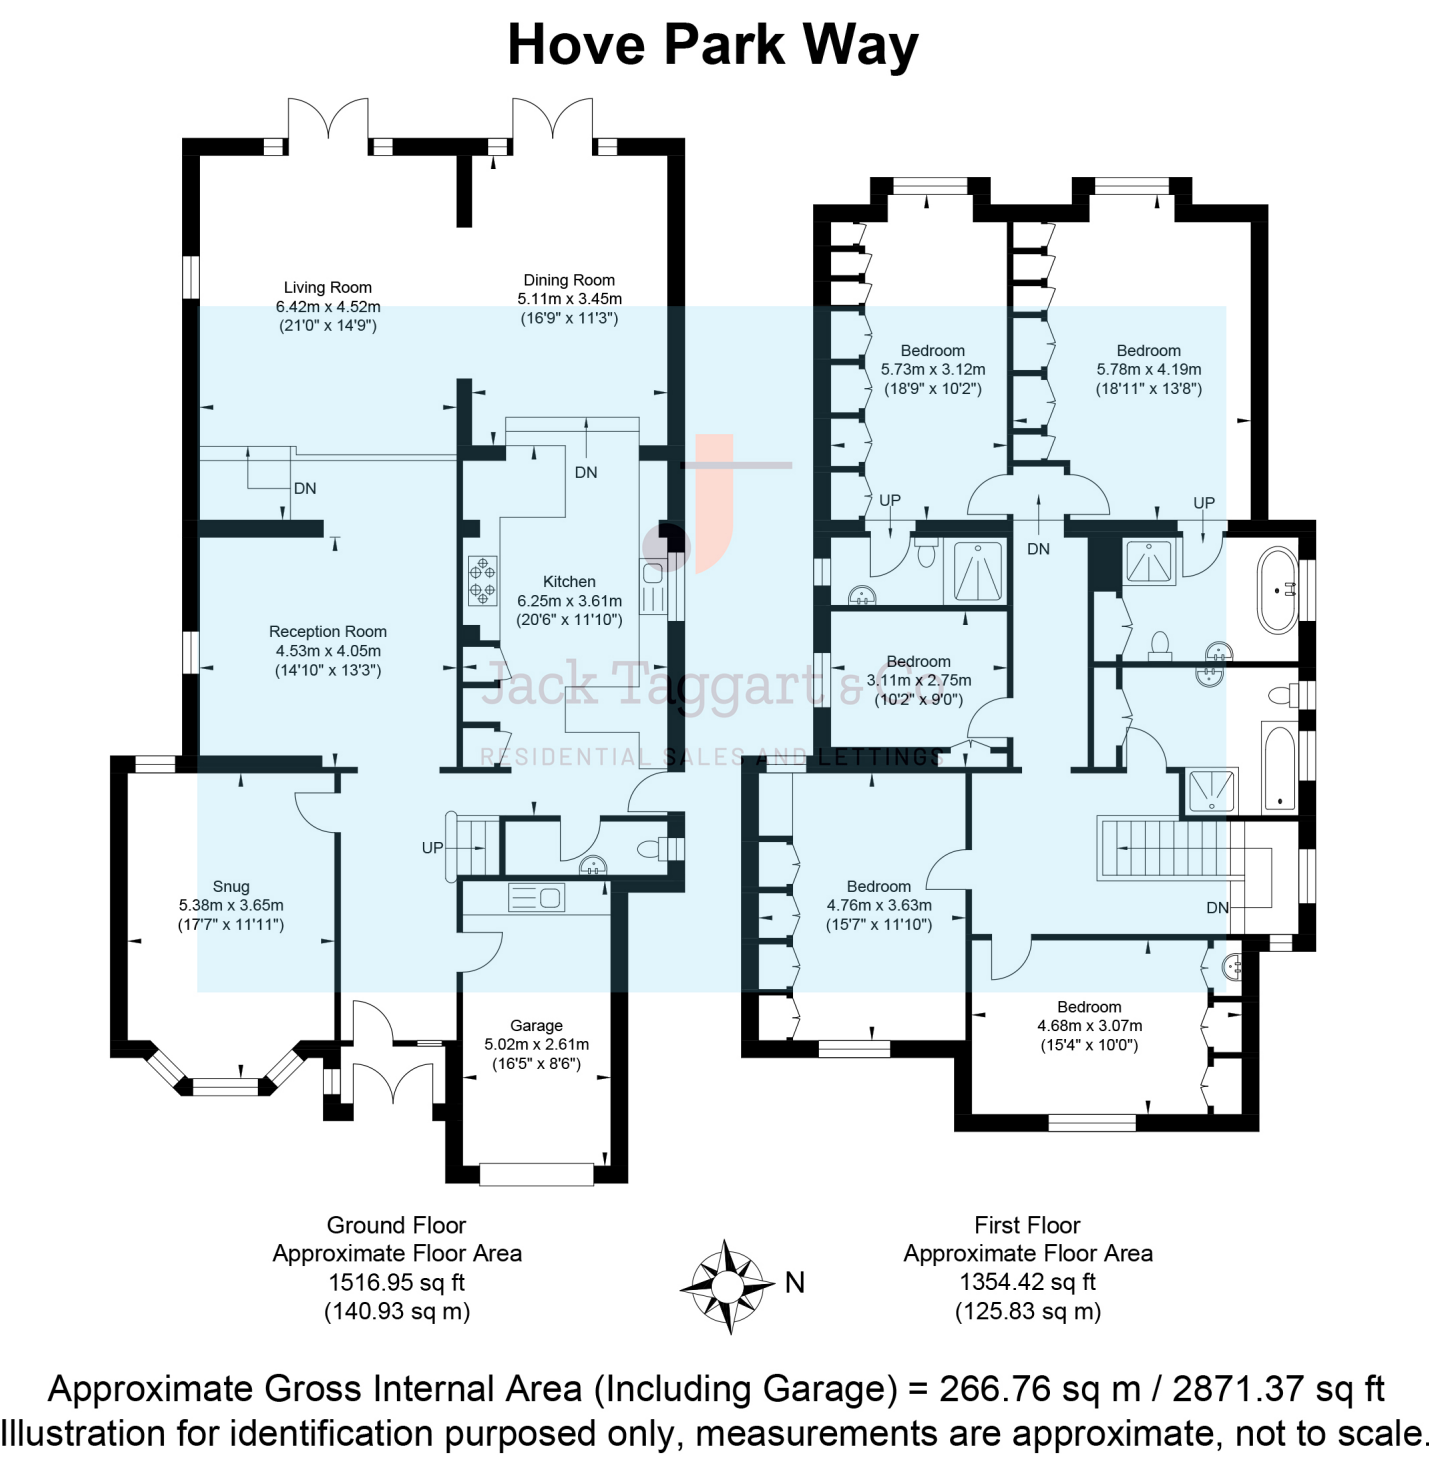 Hove Park Way
Living Room
6.42m x 4.52m
(21'0" x 14'9")
Dining Room
5.11m x 3.45m
(16'9" x 11'3")
DN
DN
Kitchen
6.25m x 3.61m
(20'6" x 11'10")
Reception Room
4.53m x 4.05m
(14'10" x 13'3")
UP
Snug
5.38m x 3.65m
(17'7" x 11'11")
Garage
5.02m x 2.61m
(16'5" x 8'6")
Bedroom
5.73m x 3.12m
(18'9" x 10'2")
Bedroom
5.78m x 4.19m
(18'11" x 13'8")
UP
UP
DN
Bedroom
3.11m x 2.75m
(10'2" x 9'0")
Jack Taggart & Co
RESIDENTIAL SALES AND LETTINGS
Bedroom
4.76m x 3.63m
(15'7" x 11'10")
DN
Bedroom
4.68m x 3.07m
(15'4" x 10'0")
Ground Floor
Approximate Floor Area
1516.95 sq ft
(140.93 sq m)
N
First Floor
Approximate Floor Area
1354.42 sq ft
(125.83 sq m)
Approximate Gross Internal Area (Including Garage) = 266.76 sq m / 2871.37 sq ft
Illustration for identification purposed only, measurements are approximate, not to scale.